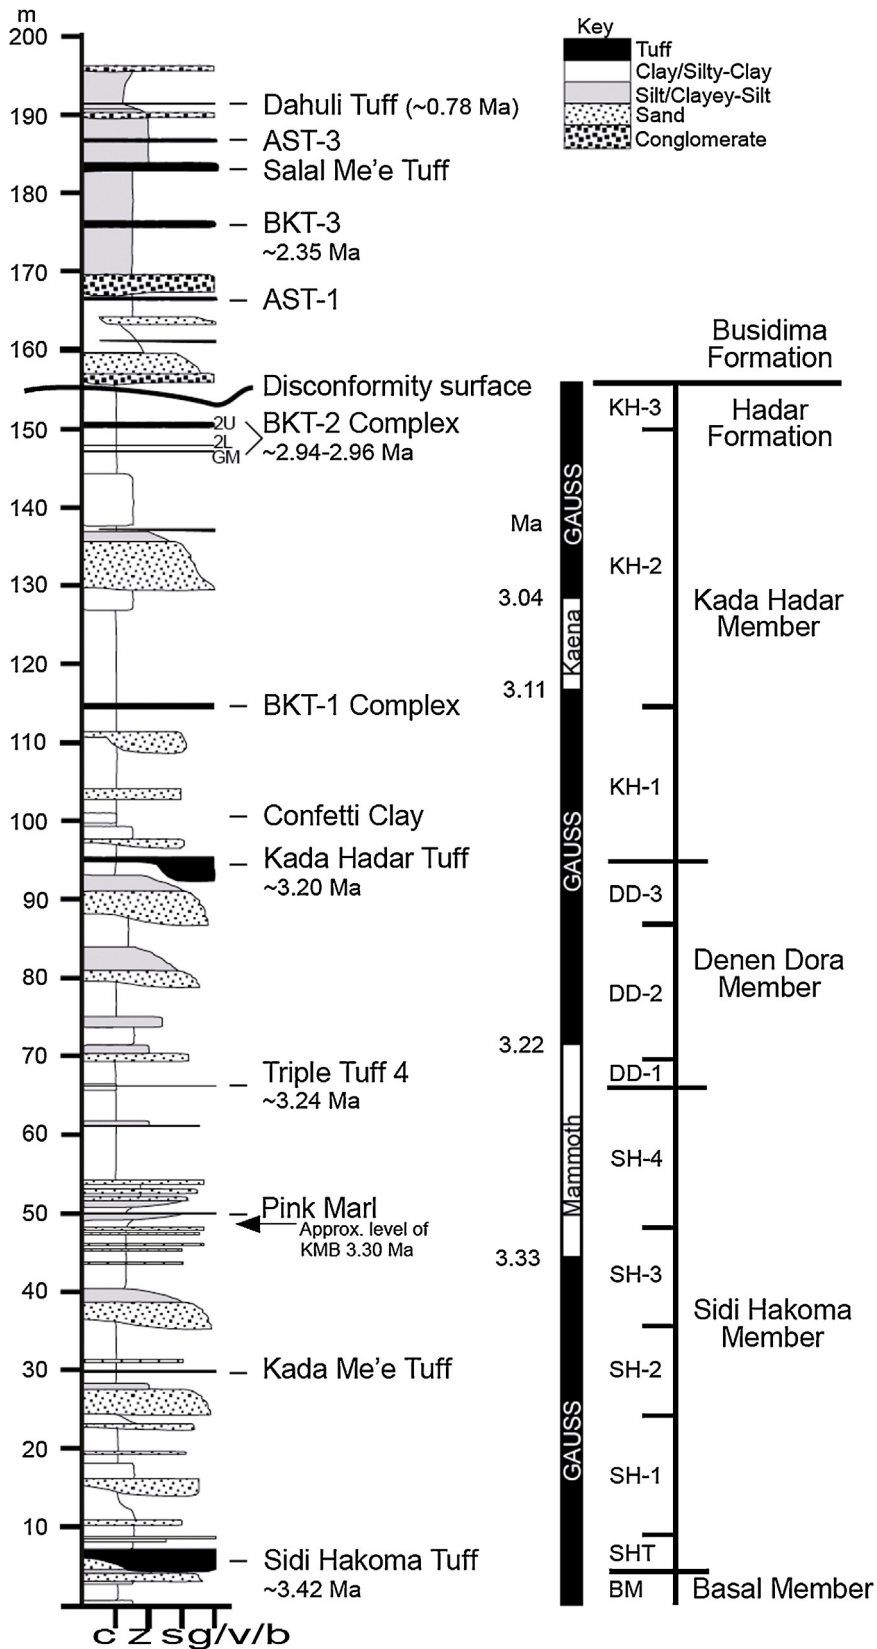 m
200
190
180
170
160
150
140
130
120
110
100
90
80
70
60
50
40
30
20
10
c z s g/v/b
Dahuli Tuff (~0.78 Ma)
AST-3
Salal Me’e Tuff
BKT-3
~2.35 Ma
AST-1
Disconformity surface
2U
2L
GM
BKT-2 Complex
~2.94-2.96 Ma
BKT-1 Complex
Confetti Clay
Kada Hadar Tuff
~3.20 Ma
Triple Tuff 4
~3.24 Ma
Pink Marl
Approx. level of
KMB 3.30 Ma
Kada Me’e Tuff
Sidi Hakoma Tuff
~3.42 Ma
Key
Tuff
Clay/Silty-Clay
Silt/Clayey-Silt
Sand
Conglomerate
Ma
3.04
3.11
3.22
3.33
GAUSS
Kaena
GAUSS
Mammoth
GAUSS
KH-3
KH-2
KH-1
DD-3
DD-2
DD-1
SH-4
SH-3
SH-2
SH-1
SHT
BM
Busidima
Formation
Hadar
Formation
Kada Hadar
Member
Denen Dora
Member
Sidi Hakoma
Member
Basal Member